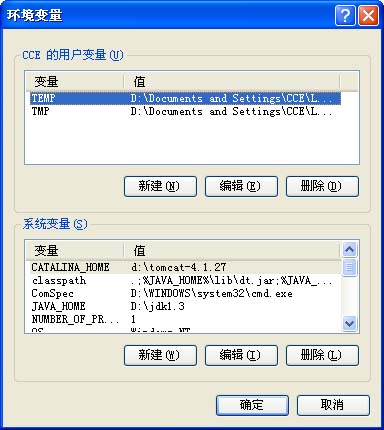 环境变量
CCE 的用户变量(U)
变量 值
TEMP D:\Documents and Settings\CCE\L...
TMP D:\Documents and Settings\CCE\L...
新建(N) 编辑(E) 删除(D)
系统变量(S)
变量 值
CATALINA_HOME d:\tomcat-4.1.27
classpath .;%JAVA_HOME%\lib\dt.jar;%JAVA_...
ComSpec D:\WINDOWS\system32\cmd.exe
JAVA_HOME D:\jdk1.3
NUMBER_OF_PR... 1
OS Windows_NT
新建(W) 编辑(I) 删除(L)
确定 取消